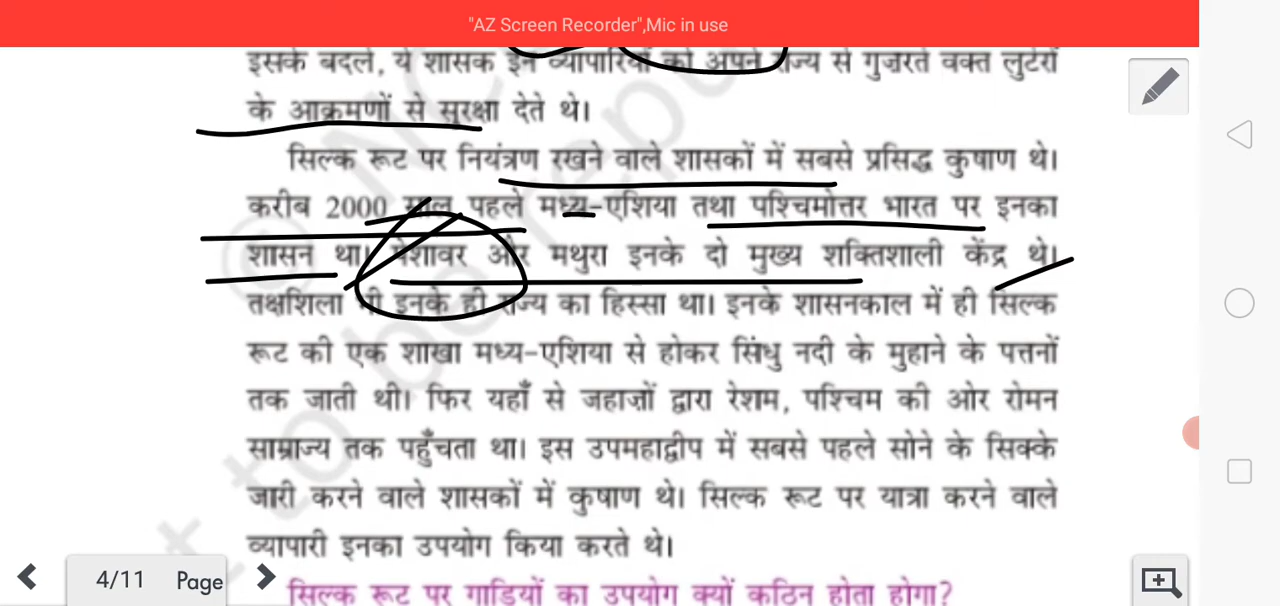 "AZ Screen Recorder",Mic in use
इसके बदले, ये शासक इन व्यापारियों को अपने राज्य से गुज़रते वक्त लुटेरों
के आक्रमणों से सुरक्षा देते थे।
सिल्क रूट पर नियंत्रण रखने वाले शासकों में सबसे प्रसिद्ध कुषाण थे।
करीब 2000 साल पहले मध्य-एशिया तथा पश्चिमोत्तर भारत पर इनका
शासन था। पेशावर और मथुरा इनके दो मुख्य शक्तिशाली केंद्र थे।
तक्षशिला भी इनके ही राज्य का हिस्सा था। इनके शासनकाल में ही सिल्क
रूट की एक शाखा मध्य-एशिया से होकर सिंधु नदी के मुहाने के पत्तनों
तक जाती थी। फिर यहाँ से जहाज़ों द्वारा रेशम, पश्चिम की ओर रोमन
साम्राज्य तक पहुँचता था। इस उपमहाद्वीप में सबसे पहले सोने के सिक्के
जारी करने वाले शासकों में कुषाण थे। सिल्क रूट पर यात्रा करने वाले
व्यापारी इनका उपयोग किया करते थे।
4/11 Page
सिल्क रूट पर गाड़ियों का उपयोग क्यों कठिन होता होगा?